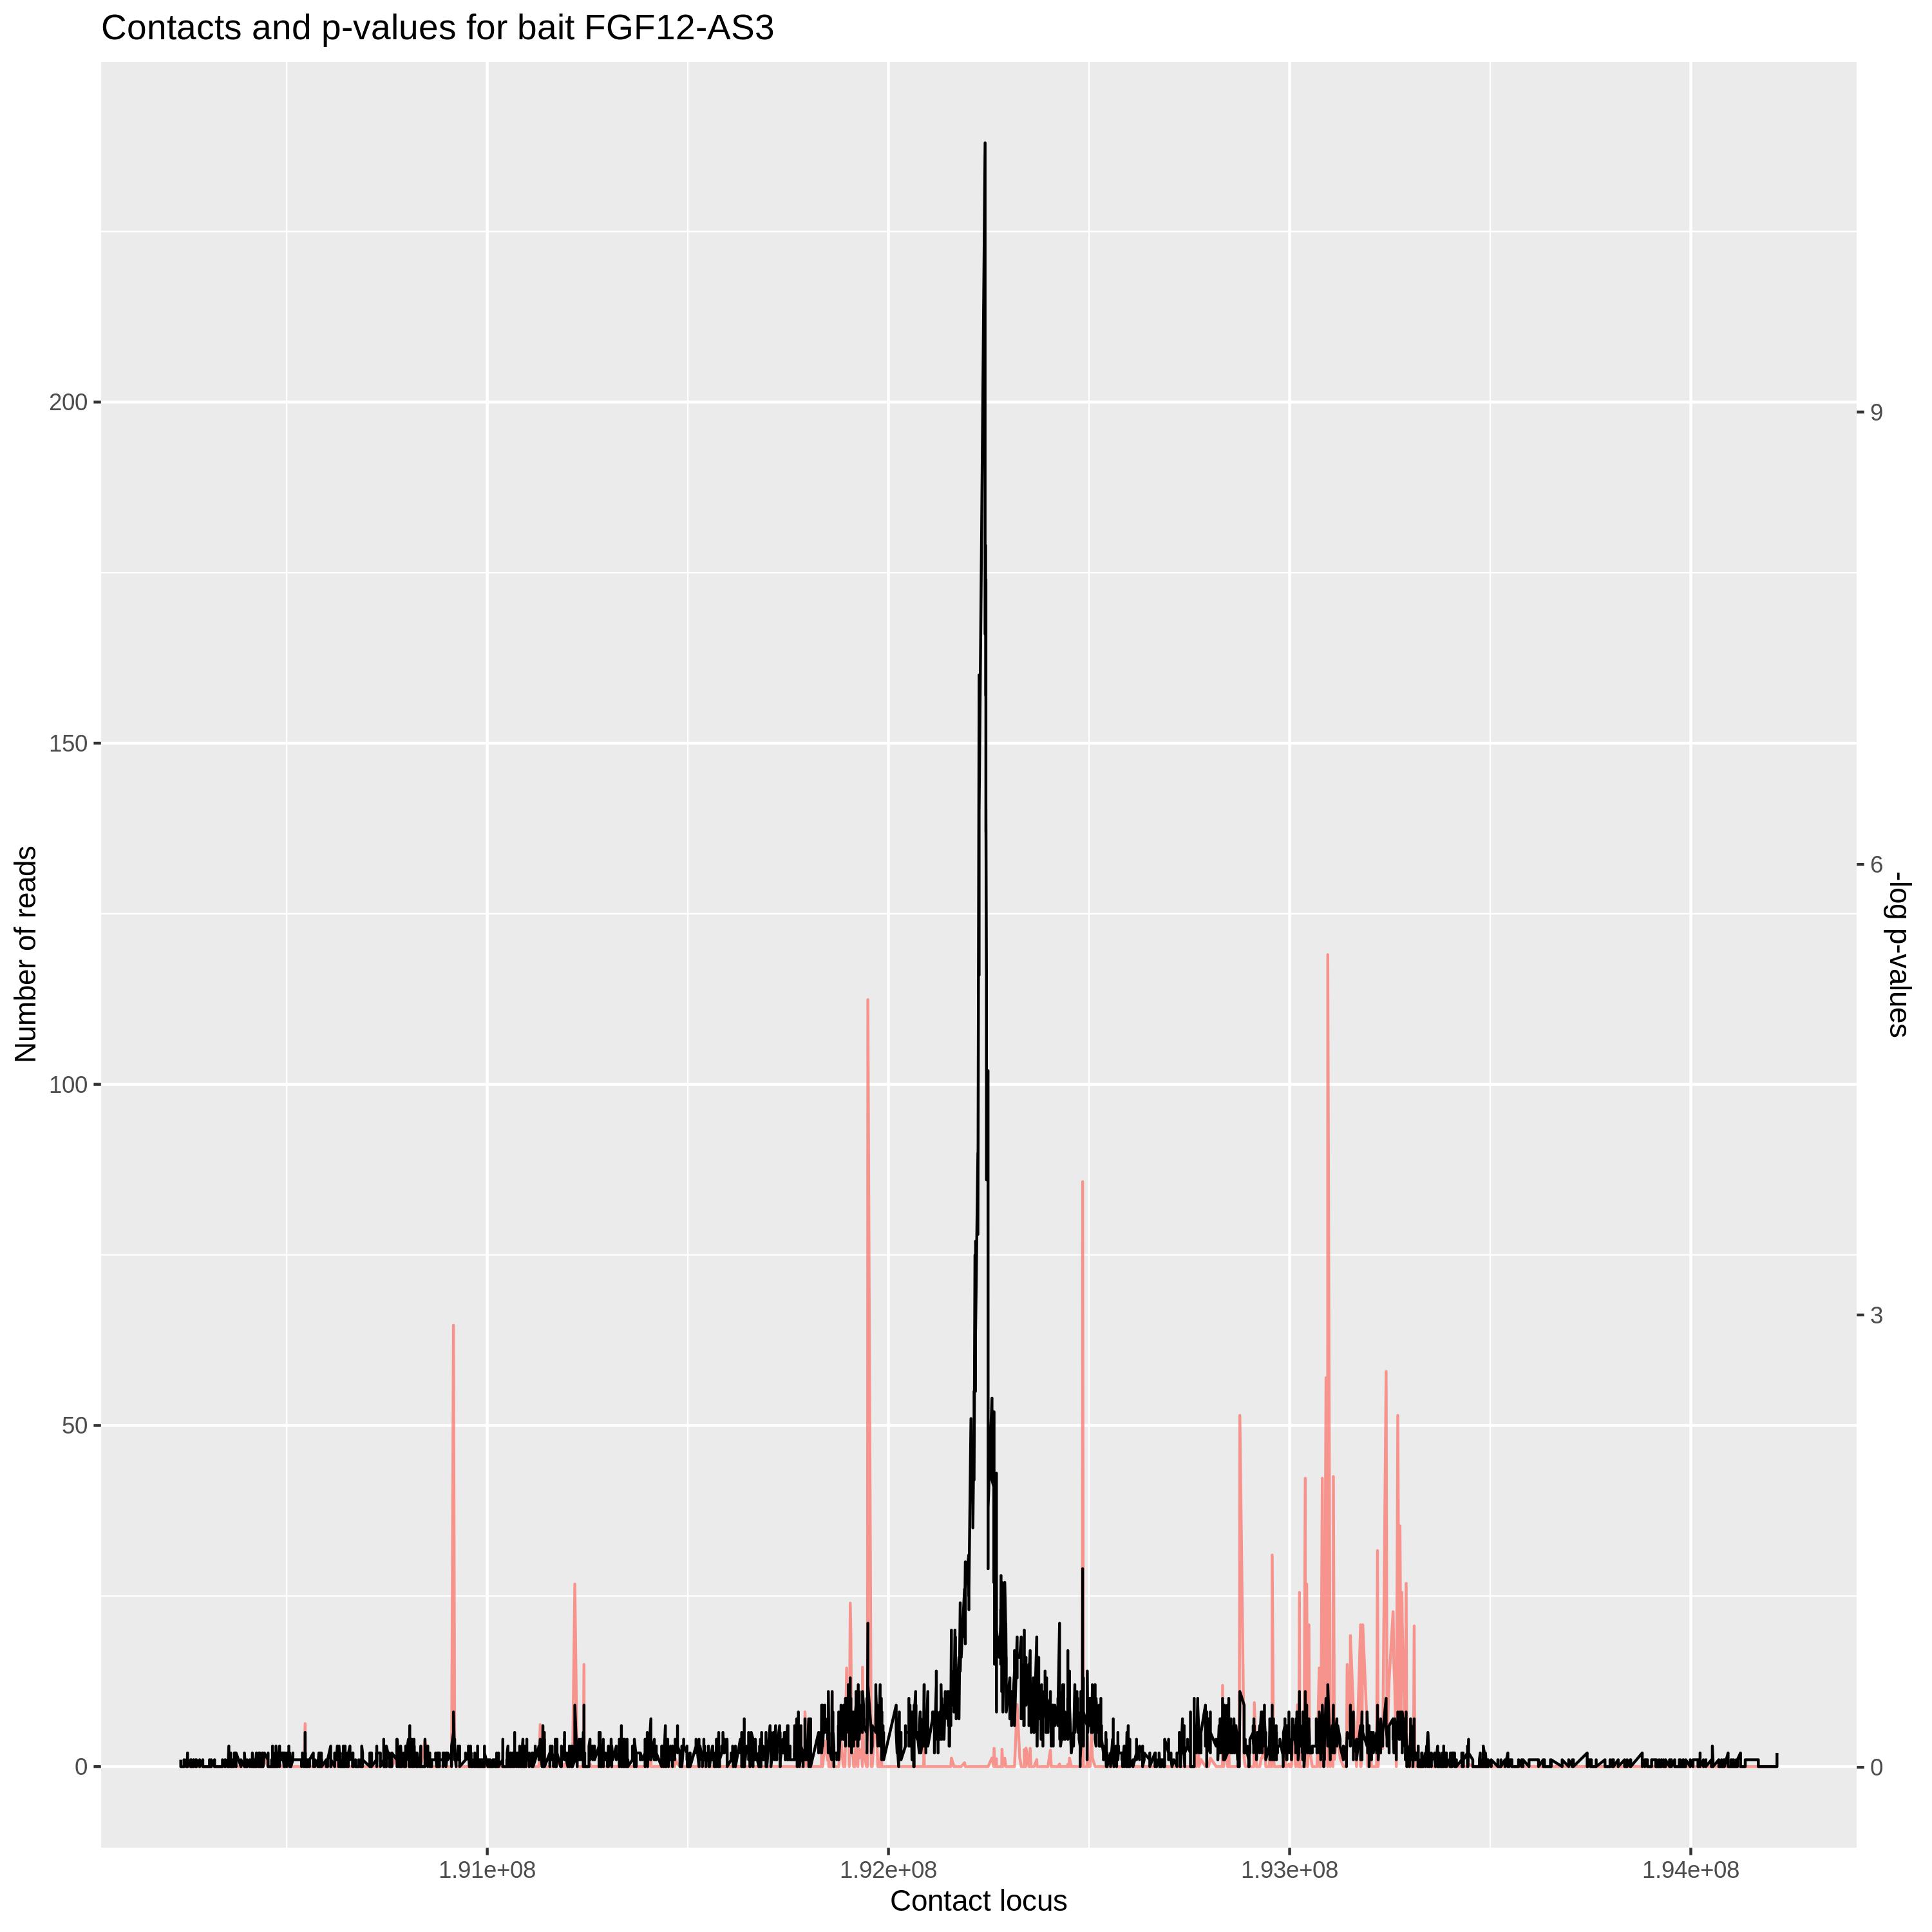 Contacts and p-values for bait FGF12-AS3
200
150
100
50
0
Number of reads
9
6
3
0
-log p-values
1.91e+08
1.92e+08
1.93e+08
1.94e+08
Contact locus